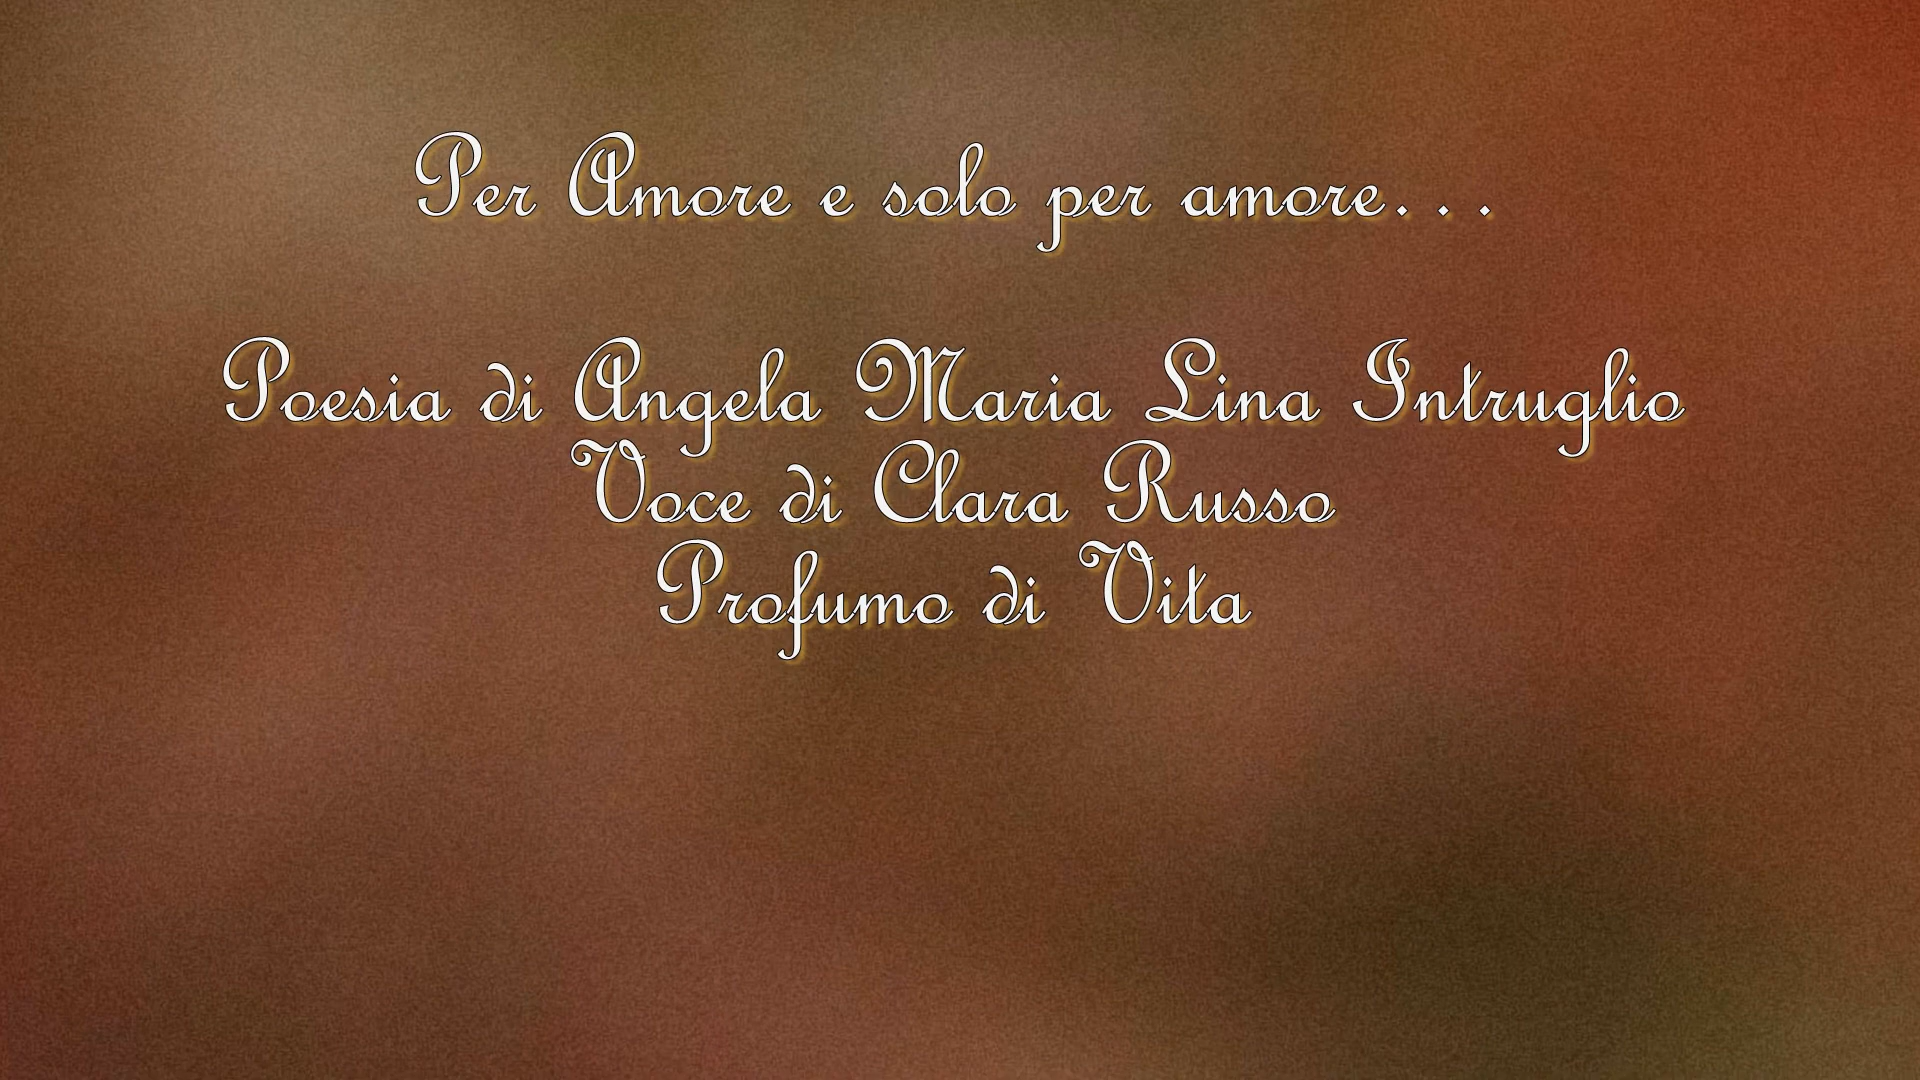 Per Amore e solo per amore...
Poesia di Angela Maria Lina Intruglio
Voce di Clara Russo
Profumo di Vita